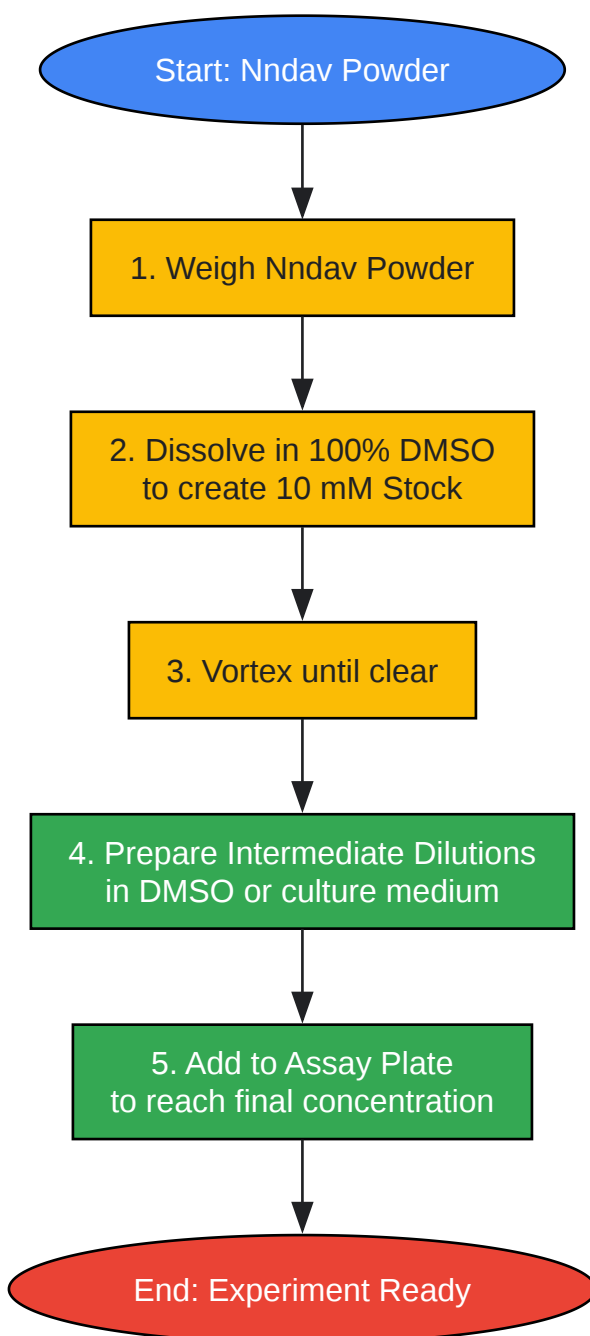 Start: Nndav Powder
1. Weigh Nndav Powder
2. Dissolve in 100% DMSO
to create 10 mM Stock
3. Vortex until clear
4. Prepare Intermediate Dilutions
in DMSO or culture medium
5. Add to Assay Plate
to reach final concentration
End: Experiment Ready